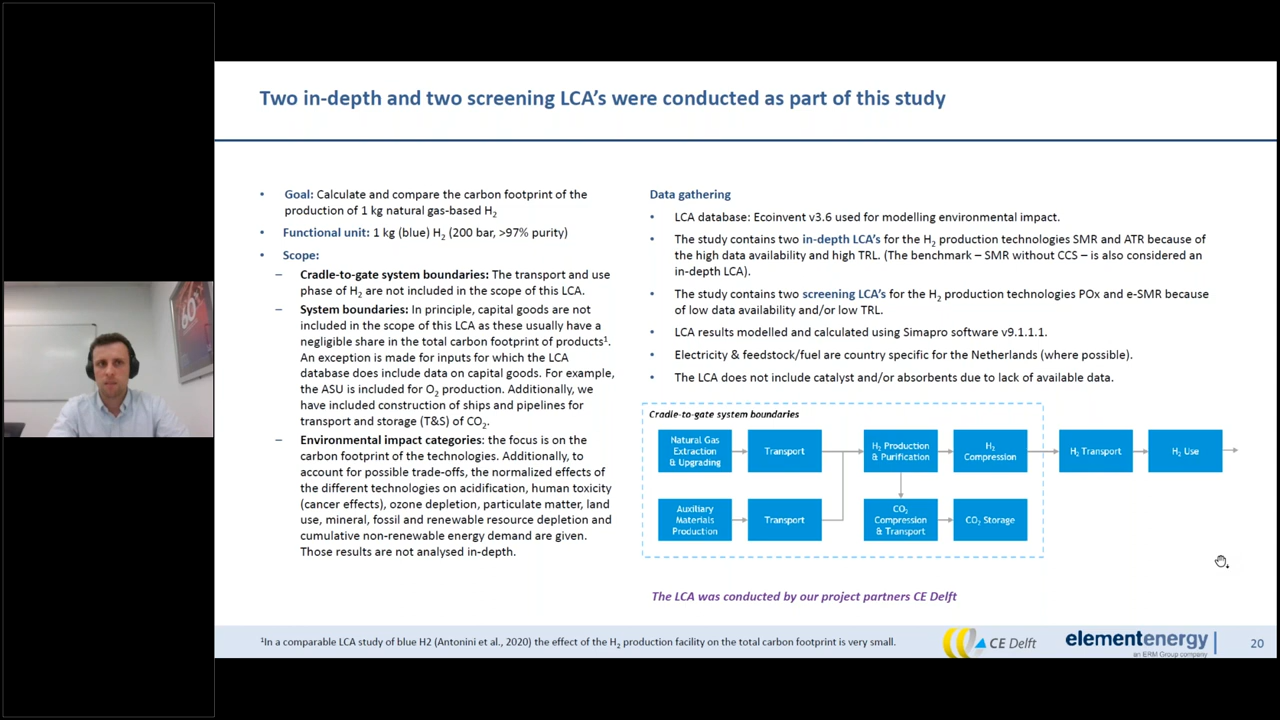 Two in-depth and two screening LCA's were conducted as part of this study
• Goal: Calculate and compare the carbon footprint of the
production of 1 kg natural gas-based H₂
• Functional unit: 1 kg (blue) H₂ (200 bar, >97% purity)
• Scope:
– Cradle-to-gate system boundaries: The transport and use
phase of H₂ are not included in the scope of this LCA.
– System boundaries: In principle, capital goods are not
included in the scope of this LCA as these usually have a
negligible share in the total carbon footprint of products¹.
An exception is made for inputs for which the LCA
database does include data on capital goods. For example,
the ASU is included for O₂ production. Additionally, we
have included construction of ships and pipelines for
transport and storage (T&S) of CO₂.
– Environmental impact categories: the focus is on the
carbon footprint of the technologies. Additionally, to
account for possible trade-offs, the normalized effects of
the different technologies on acidification, human toxicity
(cancer effects), ozone depletion, particulate matter, land
use, mineral, fossil and renewable resource depletion and
cumulative non-renewable energy demand are given.
Those results are not analysed in-depth.
Data gathering
• LCA database: Ecoinvent v3.6 used for modelling environmental impact.
• The study contains two in-depth LCA's for the H₂ production technologies SMR and ATR because of
the high data availability and high TRL. (The benchmark – SMR without CCS – is also considered an
in-depth LCA).
• The study contains two screening LCA's for the H₂ production technologies POx and e-SMR because
of low data availability and/or low TRL.
• LCA results modelled and calculated using Simapro software v9.1.1.1.
• Electricity & feedstock/fuel are country specific for the Netherlands (where possible).
• The LCA does not include catalyst and/or absorbents due to lack of available data.
Cradle-to-gate system boundaries
Natural Gas
Extraction
& Upgrading
Transport
H₂ Production
& Purification
H₂
Compression
H₂ Transport
H₂ Use
Auxiliary
Materials
Production
Transport
CO₂
Compression
& Transport
CO₂ Storage
The LCA was conducted by our project partners CE Delft
¹In a comparable LCA study of blue H2 (Antonini et al., 2020) the effect of the H₂ production facility on the total carbon footprint is very small.
CE Delft
elementenergy
an ERM Group company
20
60